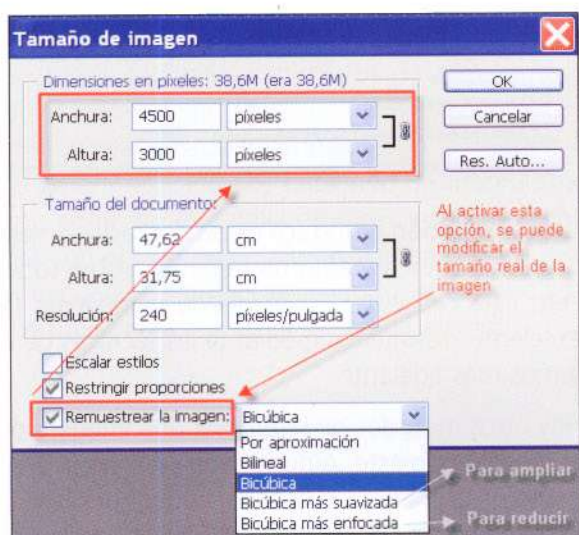 Tamaño de imagen
Dimensiones en píxeles: 38,6M (era 38,6M)
OK
Anchura: 4500 píxeles
Cancelar
Altura: 3000 píxeles
Res. Auto...
Tamaño del documento:
Anchura: 47,62 cm
Altura: 31,75 cm
Resolución: 240 píxeles/pulgada
Al activar esta
opción, se puede
modificar el
tamaño real de la
imagen
Escalar estilos
Restringir proporciones
Remuestrear la imagen: Bicúbica
Por aproximación
Bilineal
Bicúbica
Bicúbica más suavizada
Para ampliar
Bicúbica más enfocada
Para reducir